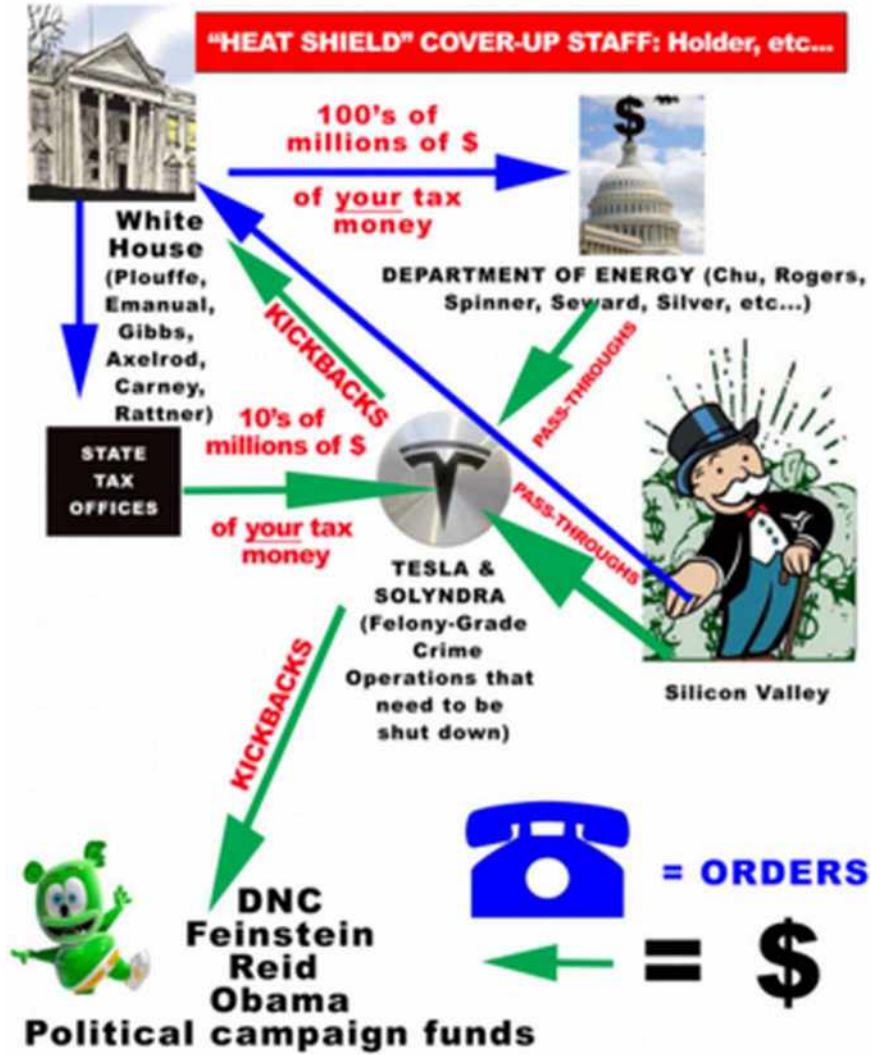 “HEAT SHIELD” COVER-UP STAFF: Holder, etc...
100’s of
millions of $
of your tax
money
$
White
House
(Plouffe,
Emanual,
Gibbs,
Axelrod,
Carney,
Rattner)
DEPARTMENT OF ENERGY (Chu, Rogers,
Spinner, Seward, Silver, etc...)
KICKBACKS
PASS-THROUGHS
STATE
TAX
OFFICES
10’s of
millions of $
of your tax
money
PASS-THROUGHS
TESLA &
SOLYNDRA
(Felony-Grade
Crime
Operations that
need to be
shut down)
Silicon Valley
KICKBACKS
DNC
Feinstein
Reid
Obama
Political campaign funds
= ORDERS
= $